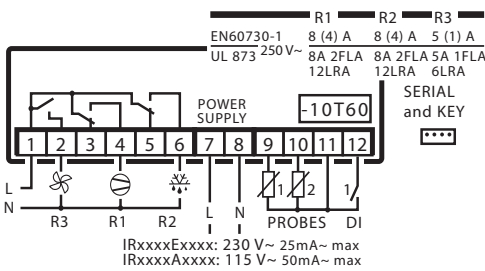 R1 R2 R3
EN60730-1 250 V~ 8 (4) A 8 (4) A 5 (1) A
UL 873 8A 2FLA 8A 2FLA 5A 1FLA
12LRA 12LRA 6LRA
SERIAL
and KEY
POWER
SUPPLY
-10T60
1 2 3 4 5 6 7 8 9 10 11 12
L
N
1 2 1
R3 R1 R2 L N PROBES DI
IRxxxxExxxx: 230 V~ 25mA~ max
IRxxxxAxxxx: 115 V~ 50mA~ max